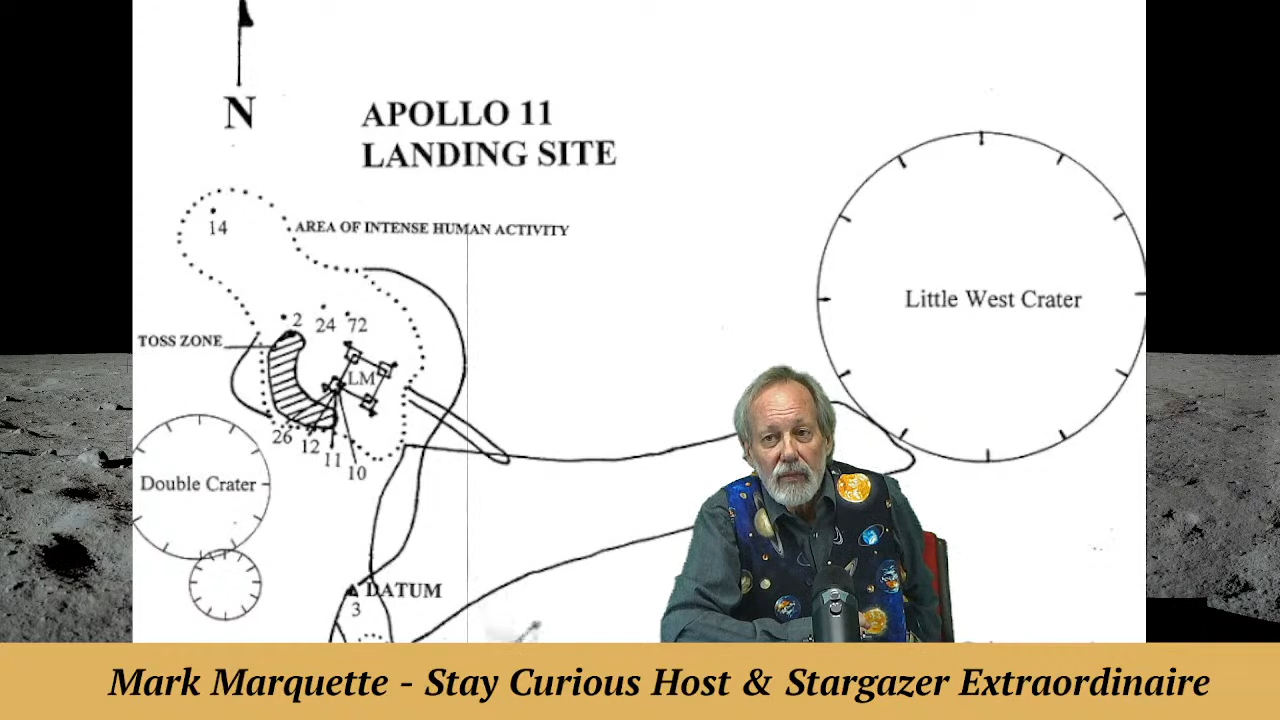 N
APOLLO 11
LANDING SITE
14
AREA OF INTENSE HUMAN ACTIVITY
Little West Crater
2
24
72
TOSS ZONE
LM
26
12
11
10
Double Crater
DATUM
3
Mark Marquette - Stay Curious Host & Stargazer Extraordinaire